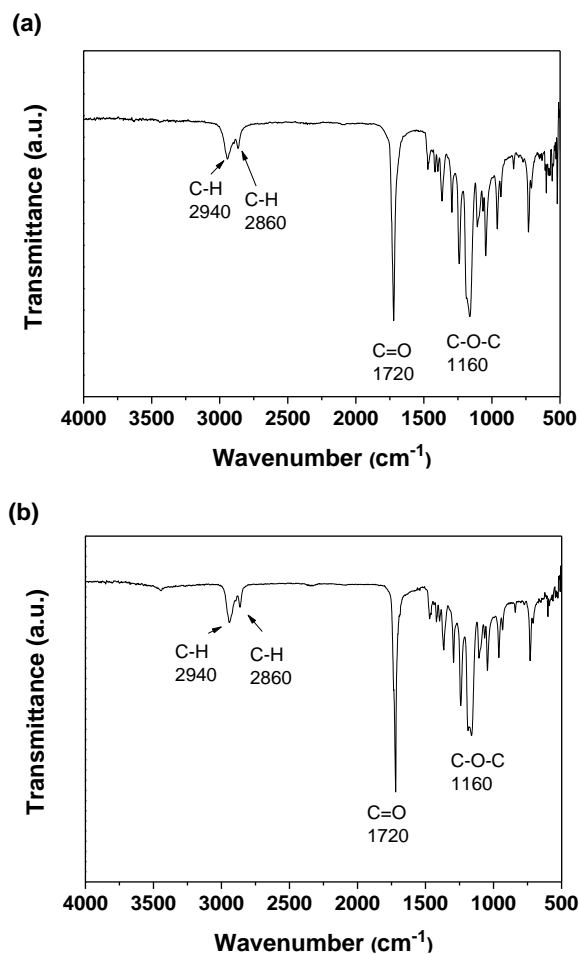 (a)
Transmittance (a.u.)
C-H
2940
C-H
2860
C=O
1720
C-O-C
1160
4000 3500 3000 2500 2000 1500 1000 500
Wavenumber (cm⁻¹)
(b)
Transmittance (a.u.)
C-H
2940
C-H
2860
C=O
1720
C-O-C
1160
4000 3500 3000 2500 2000 1500 1000 500
Wavenumber (cm⁻¹)